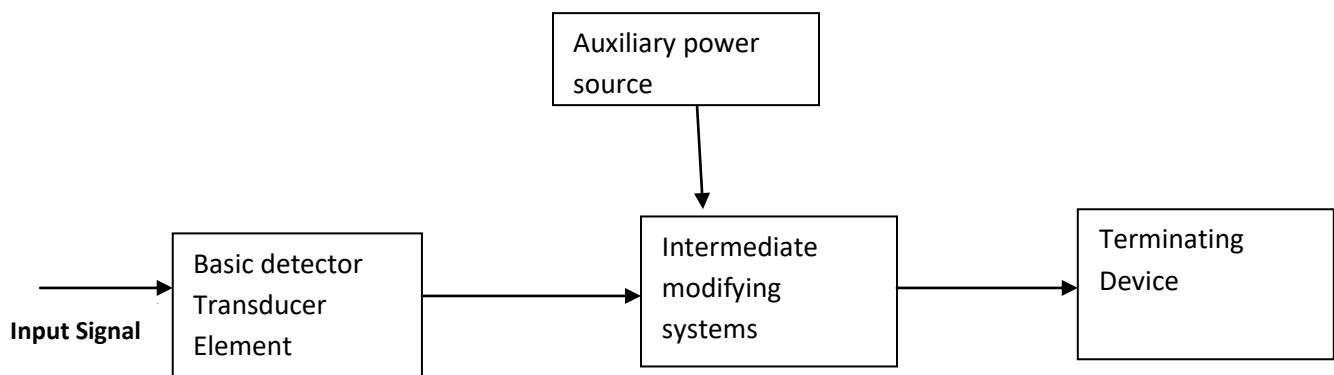 Auxiliary power
source
Input Signal
Basic detector
Transducer
Element
Intermediate
modifying
systems
Terminating
Device